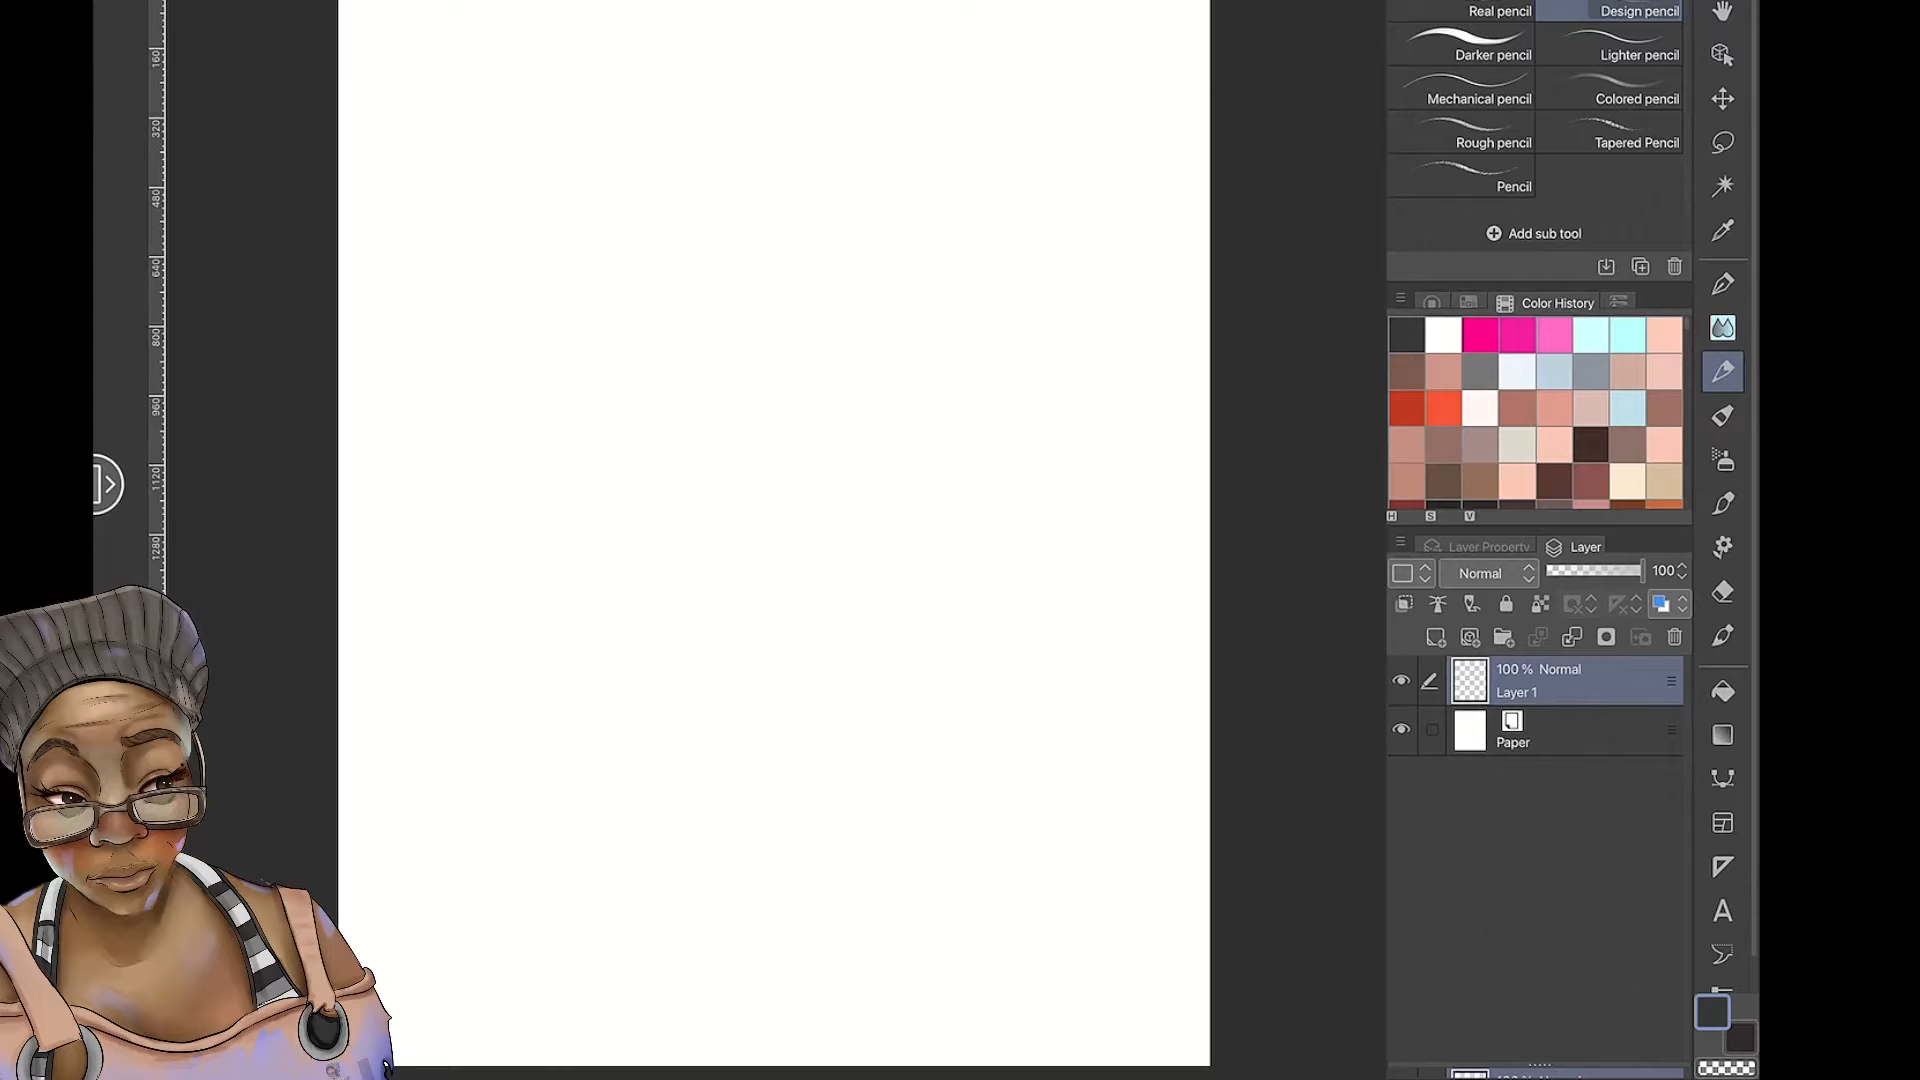 Real pencil
Design pencil
Darker pencil
Lighter pencil
Mechanical pencil
Colored pencil
Rough pencil
Tapered Pencil
Pencil
Add sub tool
Color History
H S V
Layer Property
Layer
Normal
100
100 % Normal
Layer 1
Paper
160
320
480
640
800
960
1120
1280